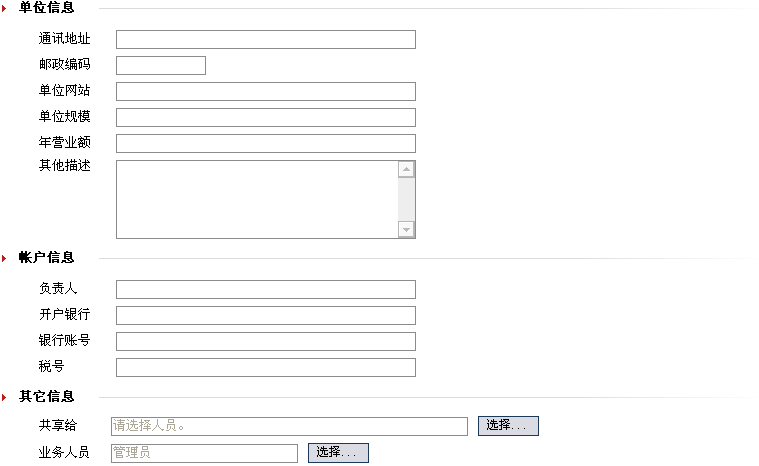 单位信息
通讯地址
邮政编码
单位网站
单位规模
年营业额
其他描述
帐户信息
负责人
开户银行
银行账号
税号
其它信息
共享给 请选择人员。 选择...
业务人员 管理员 选择...